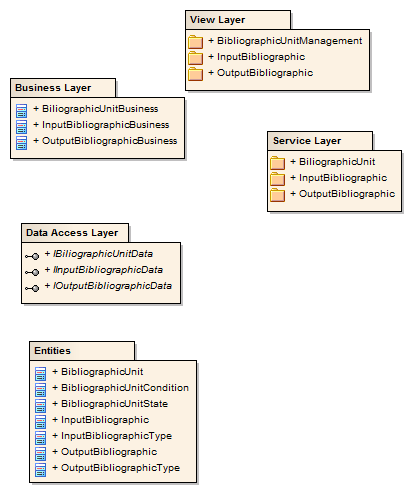 View Layer
+ BibliographicUnitManagement
+ InputBibliographic
+ OutputBibliographic
Business Layer
+ BiliographicUnitBusiness
+ InputBibliographicBusiness
+ OutputBibliographicBusiness
Service Layer
+ BiliographicUnit
+ InputBibliographic
+ OutputBibliographic
Data Access Layer
+ IBiliographicUnitData
+ IInputBibliographicData
+ IOutputBibliographicData
Entities
+ BibliographicUnit
+ BibliographicUnitCondition
+ BibliographicUnitState
+ InputBibliographic
+ InputBibliographicType
+ OutputBibliographic
+ OutputBibliographicType